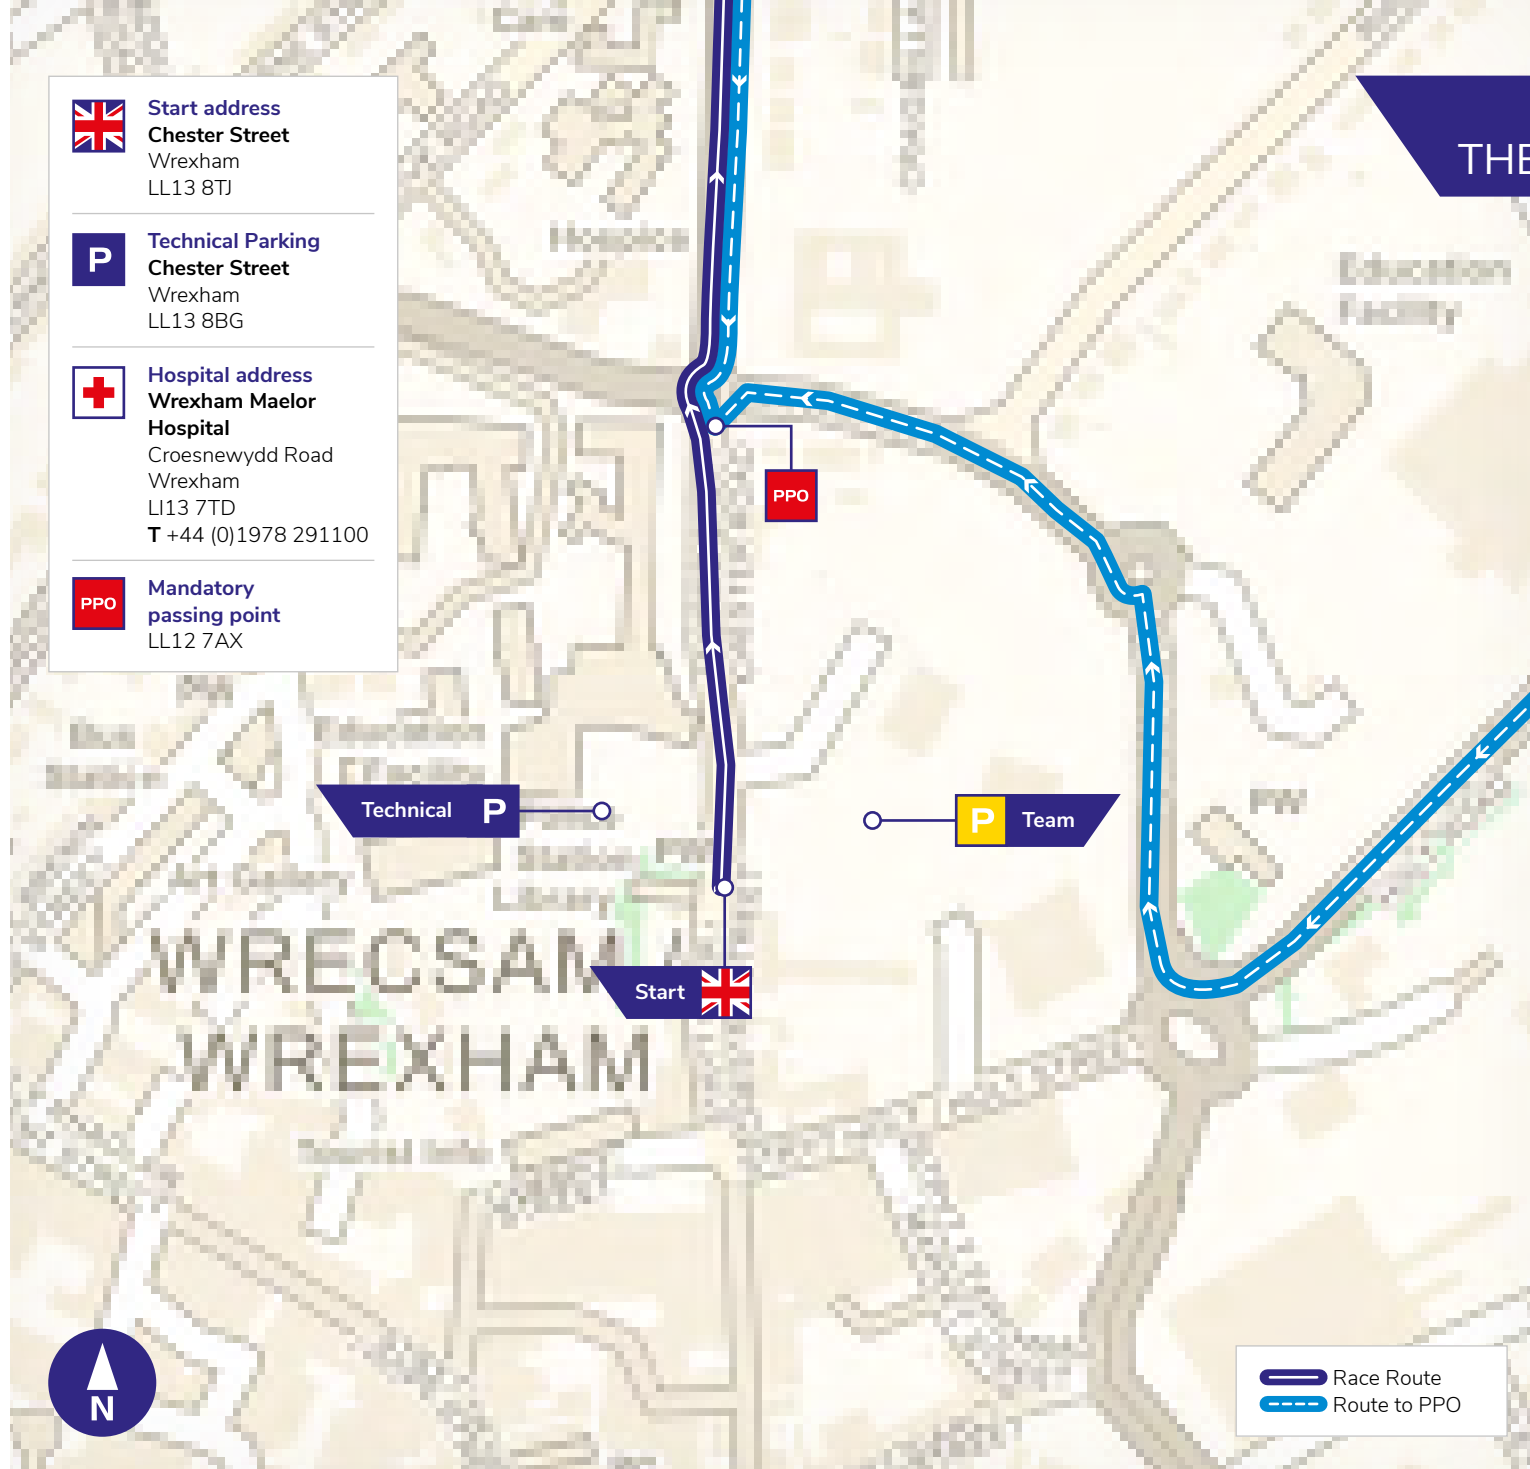 Start address
Chester Street
Wrexham
LL13 8TJ
Technical Parking
Chester Street
Wrexham
LL13 8BG
Hospital address
Wrexham Maelor
Hospital
Croesnewydd Road
Wrexham
Ll13 7TD
T +44 (0)1978 291100
Mandatory
passing point
LL12 7AX
P
PPO
THE
Education
Facility
PPO
Technical P
P Team
WRECSAM
Start
WREXHAM
N
Race Route
Route to PPO